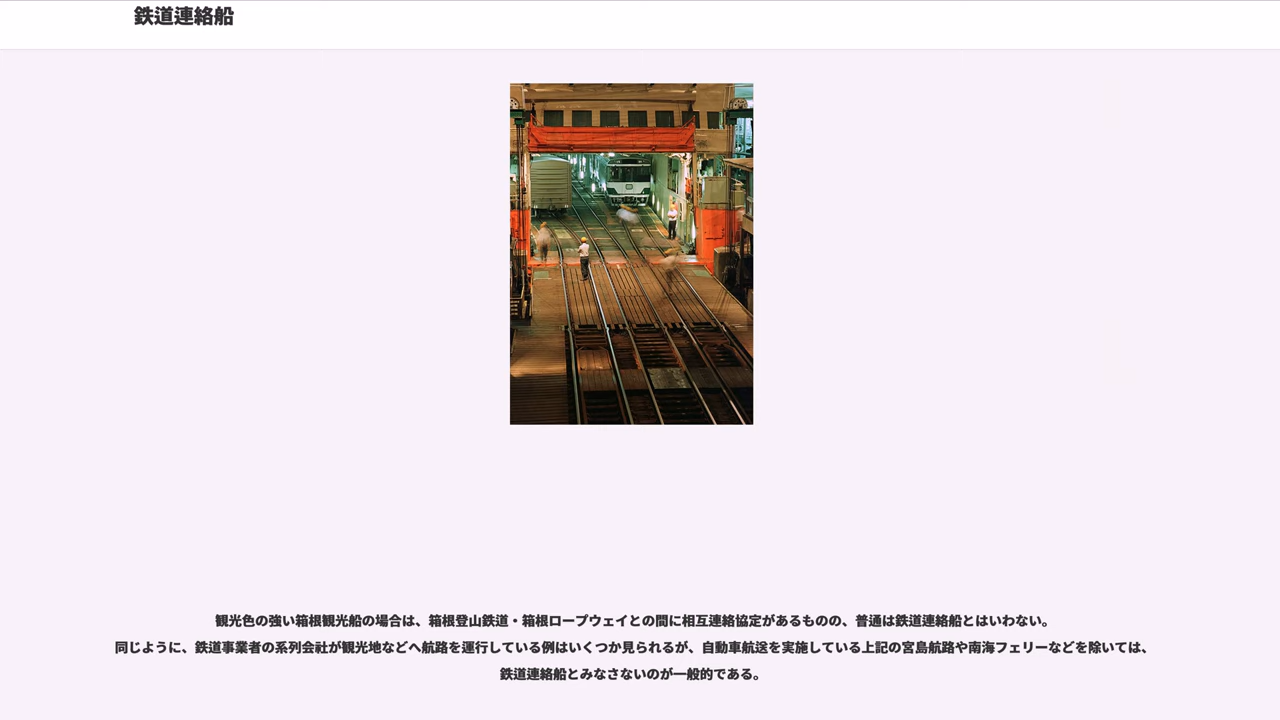 鉄道連絡船
観光色の強い箱根観光船の場合は、箱根登山鉄道・箱根ロープウェイとの間に相互連絡協定があるものの、普通は鉄道連絡船とはいわない。
同じように、鉄道事業者の系列会社が観光地などへ航路を運行している例はいくつか見られるが、自動車航送を実施している上記の宮島航路や南海フェリーなどを除いては、
鉄道連絡船とみなさないのが一般的である。